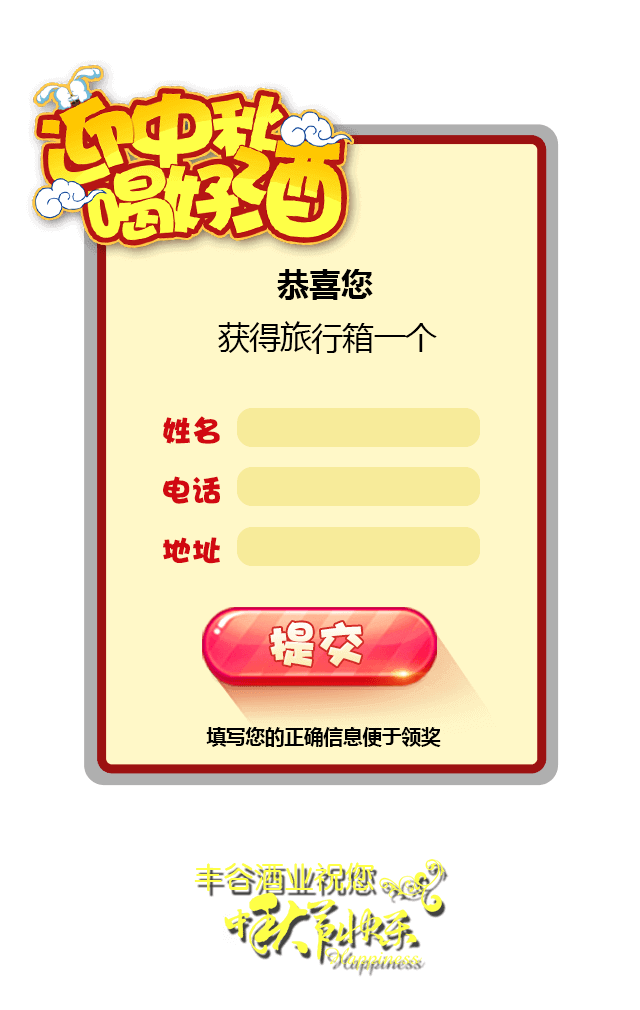 迎中秋
喝好酒
恭喜您
获得旅行箱一个
姓名
电话
地址
提交
填写您的正确信息便于领奖
丰谷酒业祝您
中秋节快乐
Happiness